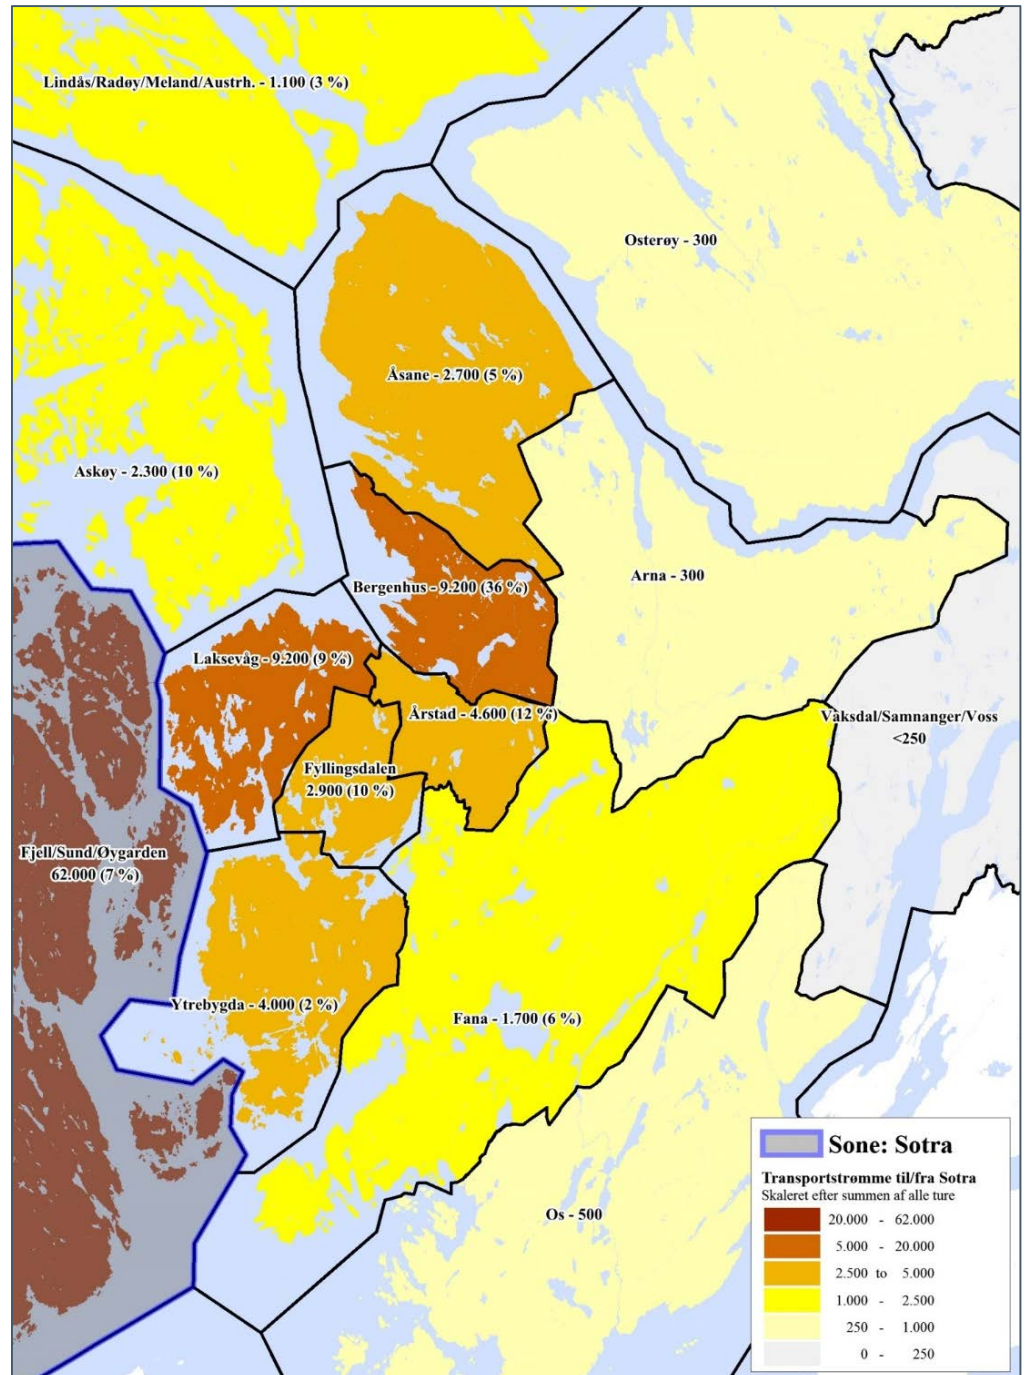 Lindås/Radøy/Meland/Austrh. - 1.100 (3 %)
Osterøy - 300
Åsane - 2.700 (5 %)
Askøy - 2.300 (10 %)
Arna - 300
Bergenhus - 9.200 (36 %)
Laksevåg - 9.200 (9 %)
Årstad - 4.600 (12 %)
Vaksdal/Samnanger/Voss
<250
Fyllingsdalen
2.900 (10 %)
Fjell/Sund/Øygarden
62.000 (7 %)
Ytrebygda - 4.000 (2 %)
Fana - 1.700 (6 %)
Os - 500
Sone: Sotra
Transportstrømme til/fra Sotra
Skaleret efter summen af alle ture
20.000 - 62.000
5.000 - 20.000
2.500 to 5.000
1.000 - 2.500
250 - 1.000
0 - 250